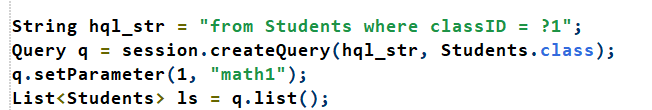 String hql_str = "from Students where classID = ?1";
Query q = session.createQuery(hql_str, Students.class);
q.setParameter(1, "math1");
List<Students> ls = q.list();